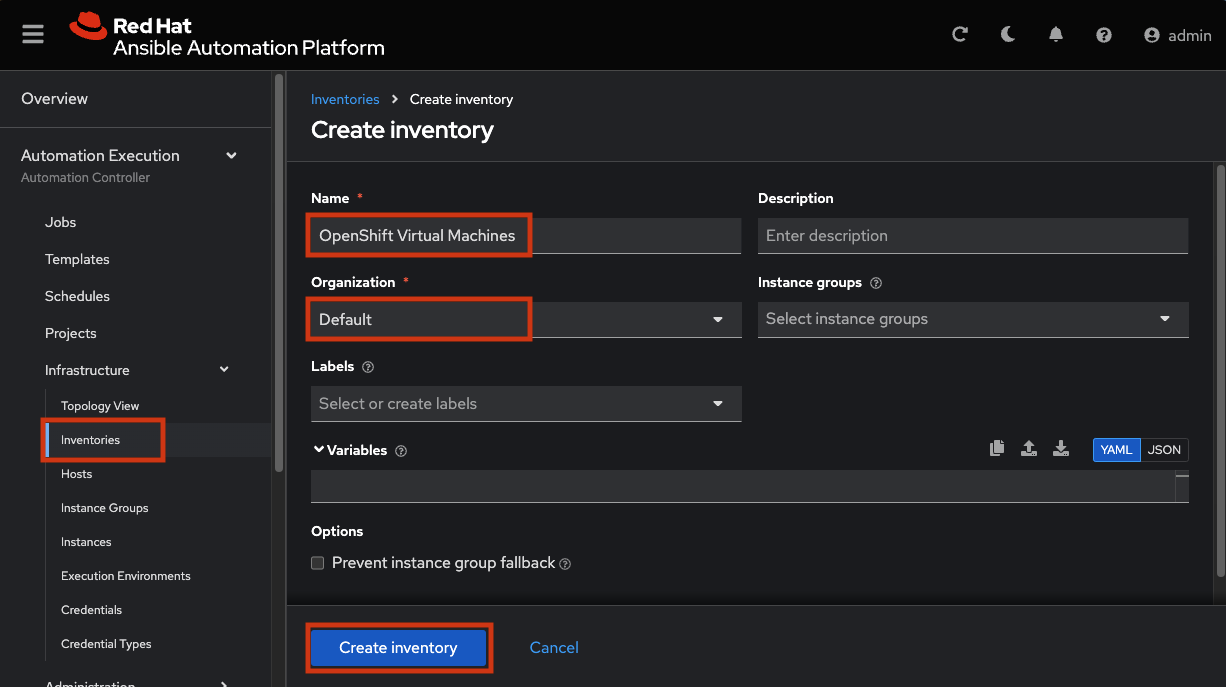 Red Hat
Ansible Automation Platform
admin
Overview
Automation Execution
Automation Controller
Jobs
Templates
Schedules
Projects
Infrastructure
Topology View
Inventories
Hosts
Instance Groups
Instances
Execution Environments
Credentials
Credential Types
Administration
Inventories > Create inventory
Create inventory
Name *
OpenShift Virtual Machines
Description
Enter description
Organization *
Default
Instance groups
Select instance groups
Labels
Select or create labels
Variables
YAML JSON
Options
Prevent instance group fallback
Create inventory
Cancel